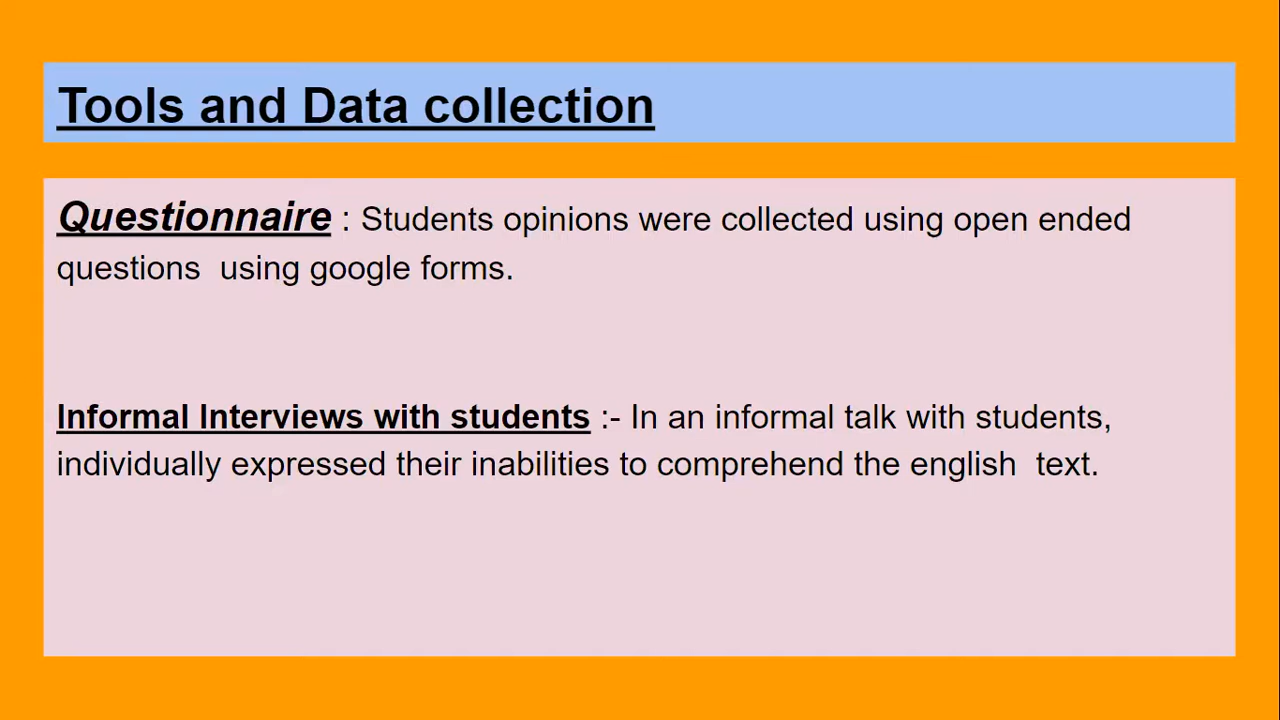 Tools and Data collection
Questionnaire : Students opinions were collected using open ended
questions  using google forms.
Informal Interviews with students :- In an informal talk with students,
individually expressed their inabilities to comprehend the english  text.